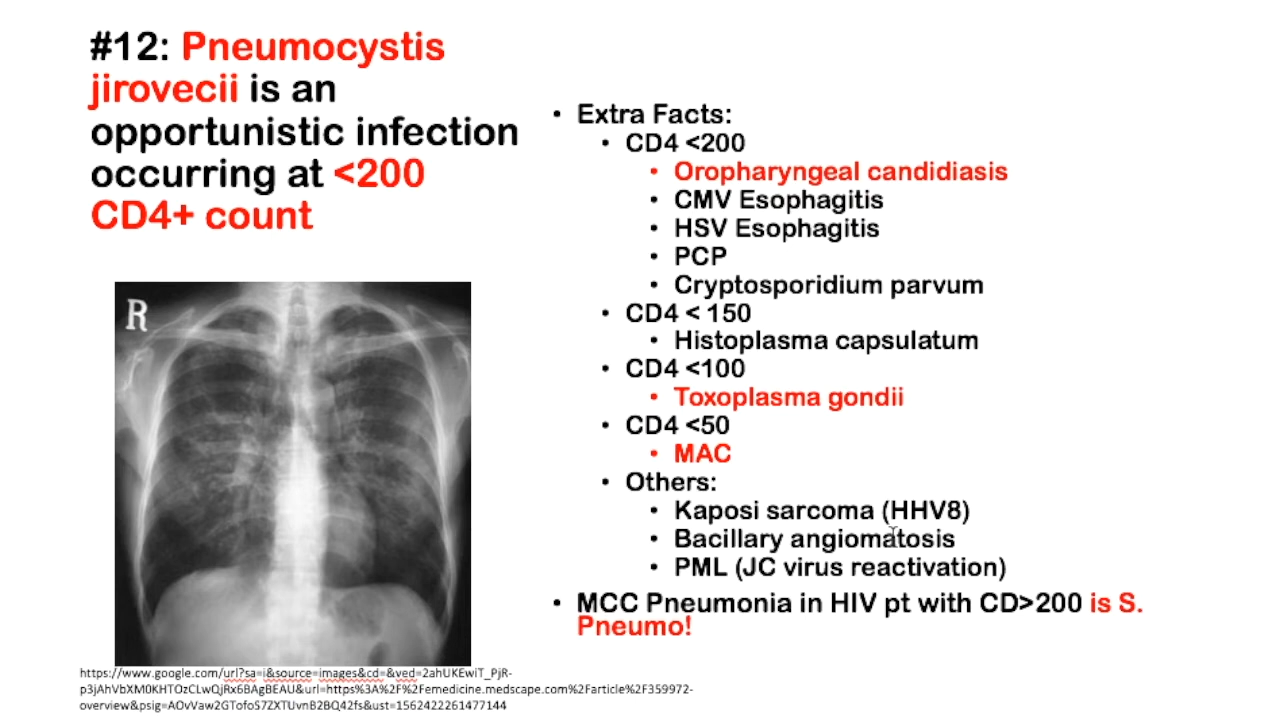 #12: Pneumocystis
jirovecii is an
opportunistic infection
occurring at <200
CD4+ count
R
• Extra Facts:
• CD4 <200
• Oropharyngeal candidiasis
• CMV Esophagitis
• HSV Esophagitis
• PCP
• Cryptosporidium parvum
• CD4 < 150
• Histoplasma capsulatum
• CD4 <100
• Toxoplasma gondii
• CD4 <50
• MAC
• Others:
• Kaposi sarcoma (HHV8)
• Bacillary angiomatosis
• PML (JC virus reactivation)
• MCC Pneumonia in HIV pt with CD>200 is S.
Pneumo!
https://www.google.com/url?sa=i&source=images&cd=&ved=2ahUKEwiT_PjR-
p3jAhVbXM0KHTOzCLwQjRx6BAgBEAU&url=https%3A%2F%2Femedicine.medscape.com%2Farticle%2F359972-
overview&psig=AOvVaw2GTofoS7ZXTUvnB2BQ42fs&ust=1562422261477144